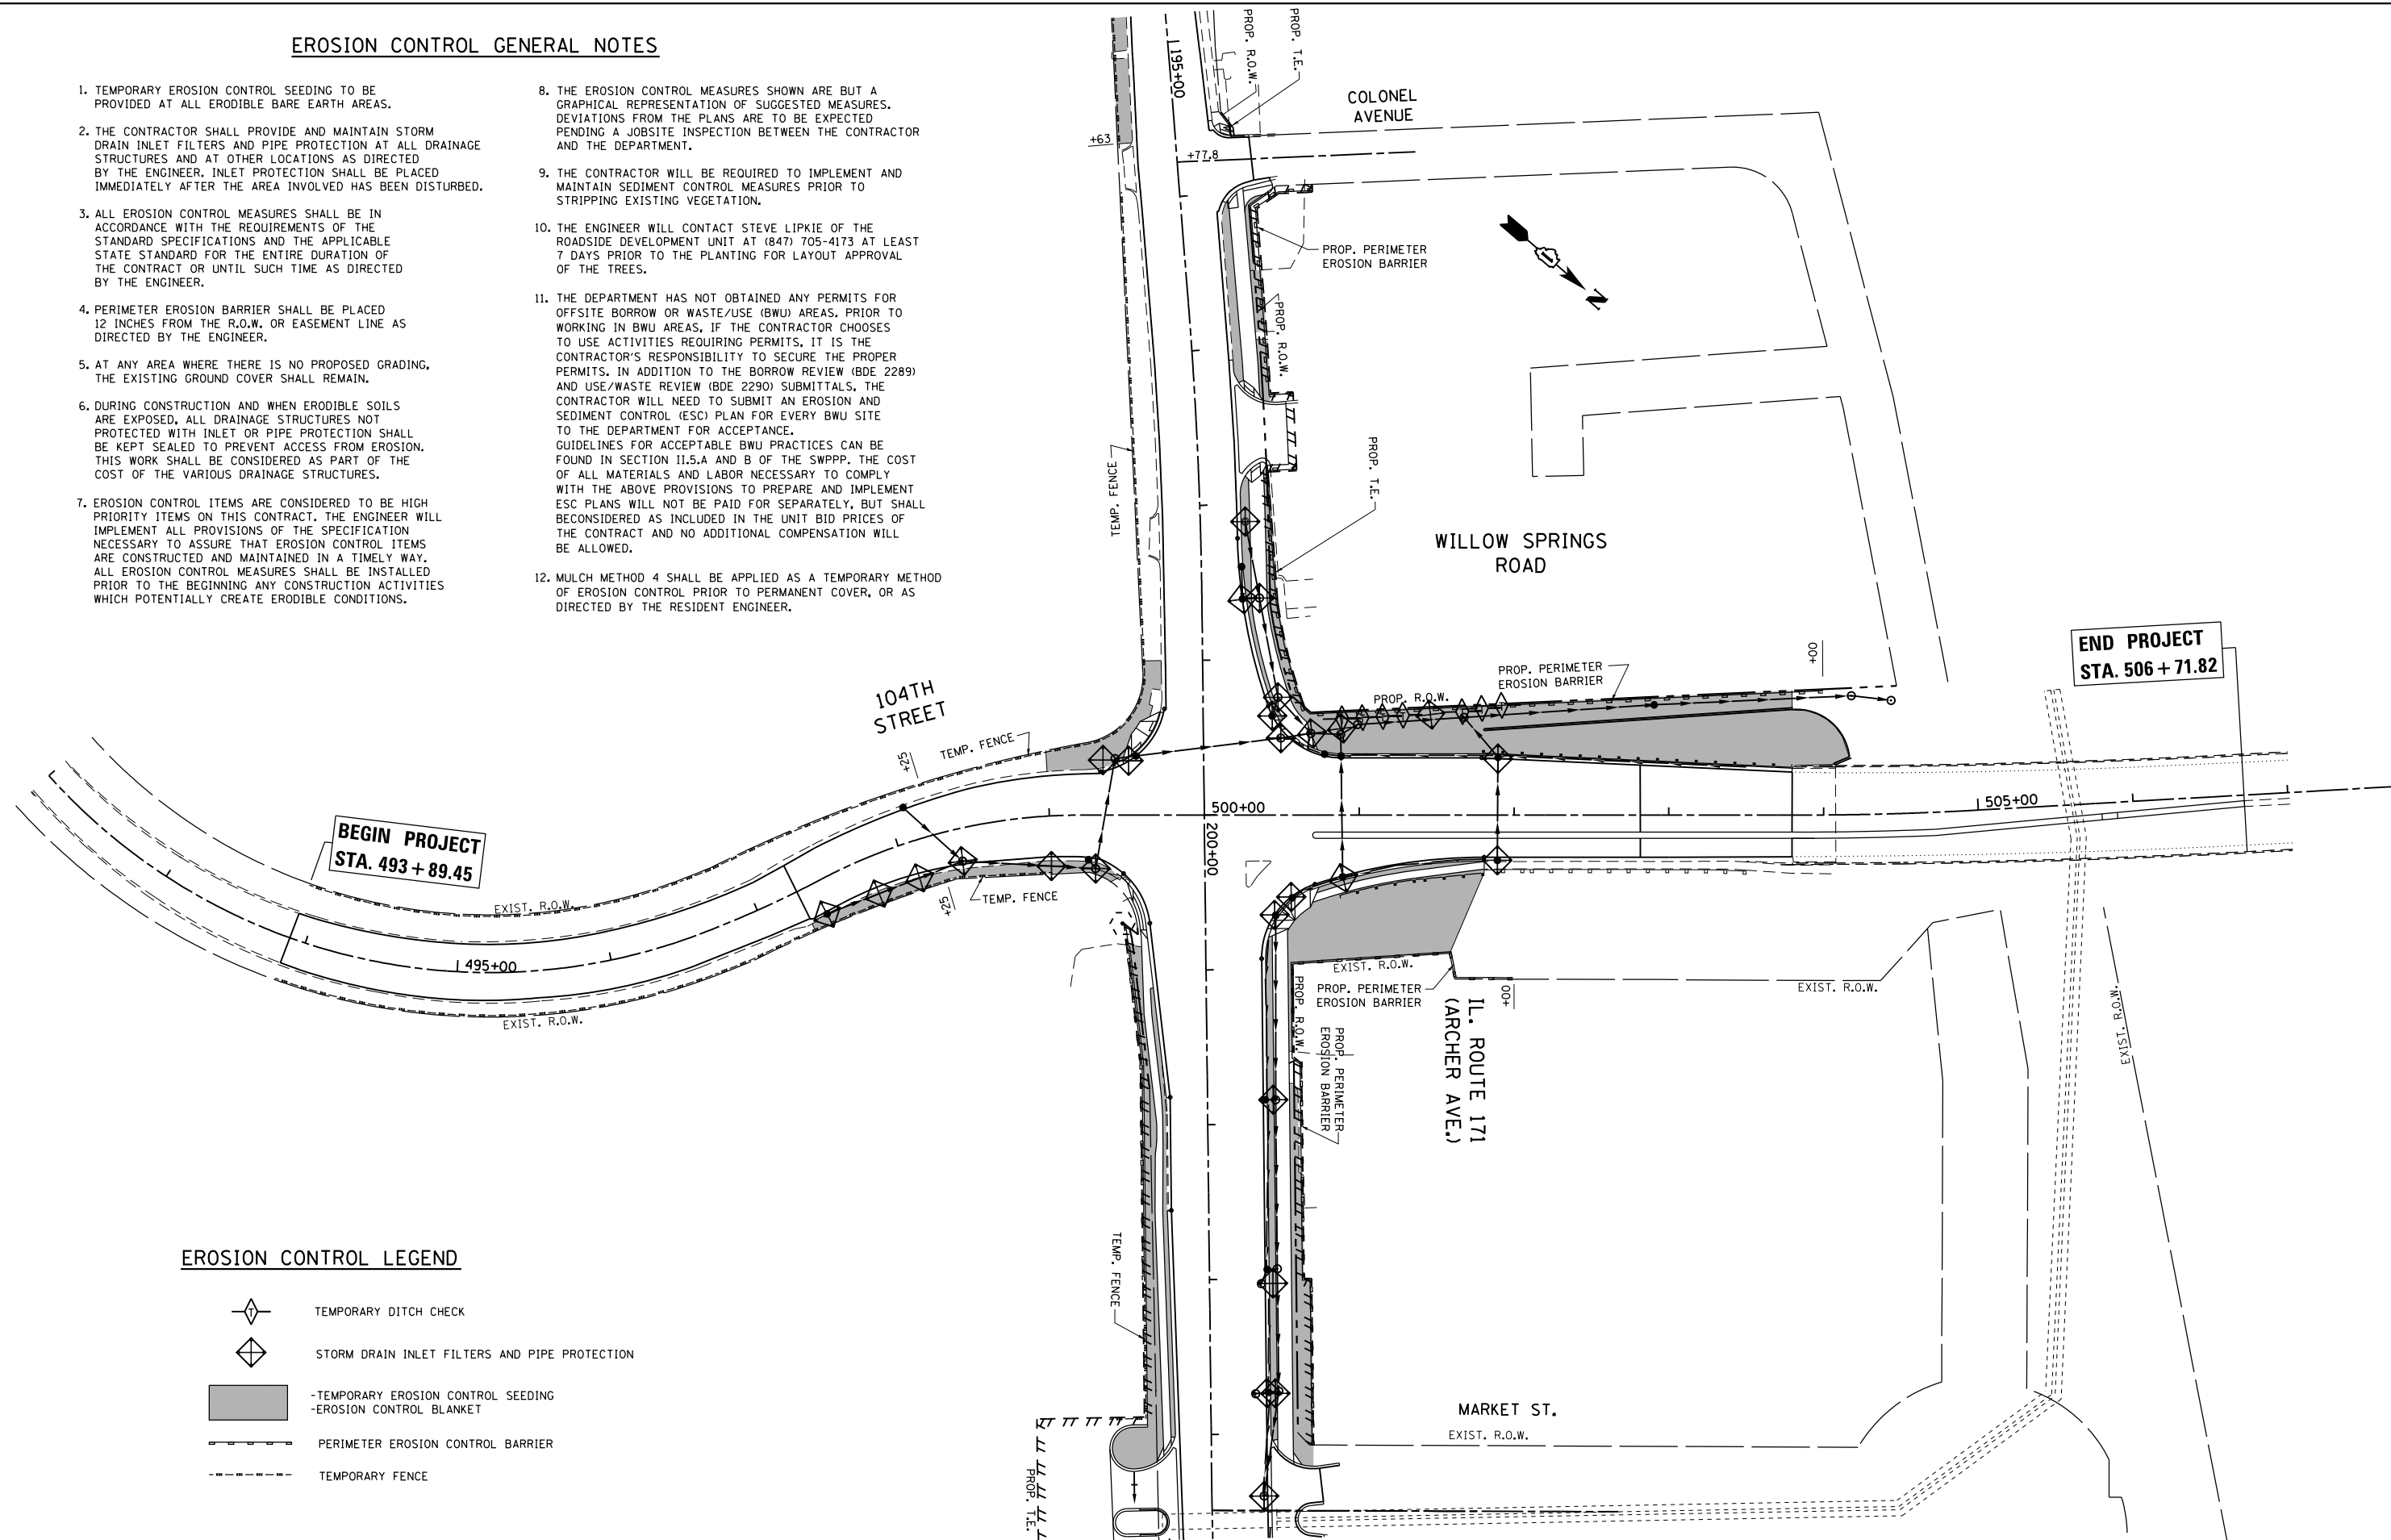 EROSION CONTROL GENERAL NOTES
1. TEMPORARY EROSION CONTROL SEEDING TO BE
PROVIDED AT ALL ERODIBLE BARE EARTH AREAS.
2. THE CONTRACTOR SHALL PROVIDE AND MAINTAIN STORM
DRAIN INLET FILTERS AND PIPE PROTECTION AT ALL DRAINAGE
STRUCTURES AND AT OTHER LOCATIONS AS DIRECTED
BY THE ENGINEER. INLET PROTECTION SHALL BE PLACED
IMMEDIATELY AFTER THE AREA INVOLVED HAS BEEN DISTURBED.
3. ALL EROSION CONTROL MEASURES SHALL BE IN
ACCORDANCE WITH THE REQUIREMENTS OF THE
STANDARD SPECIFICATIONS AND THE APPLICABLE
STATE STANDARD FOR THE ENTIRE DURATION OF
THE CONTRACT OR UNTIL SUCH TIME AS DIRECTED
BY THE ENGINEER.
4. PERIMETER EROSION BARRIER SHALL BE PLACED
12 INCHES FROM THE R.O.W. OR EASEMENT LINE AS
DIRECTED BY THE ENGINEER.
5. AT ANY AREA WHERE THERE IS NO PROPOSED GRADING,
THE EXISTING GROUND COVER SHALL REMAIN.
6. DURING CONSTRUCTION AND WHEN ERODIBLE SOILS
ARE EXPOSED, ALL DRAINAGE STRUCTURES NOT
PROTECTED WITH INLET OR PIPE PROTECTION SHALL
BE KEPT SEALED TO PREVENT ACCESS FROM EROSION.
THIS WORK SHALL BE CONSIDERED AS PART OF THE
COST OF THE VARIOUS DRAINAGE STRUCTURES.
7. EROSION CONTROL ITEMS ARE CONSIDERED TO BE HIGH
PRIORITY ITEMS ON THIS CONTRACT. THE ENGINEER WILL
IMPLEMENT ALL PROVISIONS OF THE SPECIFICATION
NECESSARY TO ASSURE THAT EROSION CONTROL ITEMS
ARE CONSTRUCTED AND MAINTAINED IN A TIMELY WAY.
ALL EROSION CONTROL MEASURES SHALL BE INSTALLED
PRIOR TO THE BEGINNING ANY CONSTRUCTION ACTIVITIES
WHICH POTENTIALLY CREATE ERODIBLE CONDITIONS.
8. THE EROSION CONTROL MEASURES SHOWN ARE BUT A
GRAPHICAL REPRESENTATION OF SUGGESTED MEASURES.
DEVIATIONS FROM THE PLANS ARE TO BE EXPECTED
PENDING A JOBSITE INSPECTION BETWEEN THE CONTRACTOR
AND THE DEPARTMENT.
9. THE CONTRACTOR WILL BE REQUIRED TO IMPLEMENT AND
MAINTAIN SEDIMENT CONTROL MEASURES PRIOR TO
STRIPPING EXISTING VEGETATION.
10. THE ENGINEER WILL CONTACT STEVE LIPKIE OF THE
ROADSIDE DEVELOPMENT UNIT AT (847) 705-4173 AT LEAST
7 DAYS PRIOR TO THE PLANTING FOR LAYOUT APPROVAL
OF THE TREES.
11. THE DEPARTMENT HAS NOT OBTAINED ANY PERMITS FOR
OFFSITE BORROW OR WASTE/USE (BWU) AREAS. PRIOR TO
WORKING IN BWU AREAS, IF THE CONTRACTOR CHOOSES
TO USE ACTIVITIES REQUIRING PERMITS, IT IS THE
CONTRACTOR'S RESPONSIBILITY TO SECURE THE PROPER
PERMITS. IN ADDITION TO THE BORROW REVIEW (BDE 2289)
AND USE/WASTE REVIEW (BDE 2290) SUBMITTALS, THE
CONTRACTOR WILL NEED TO SUBMIT AN EROSION AND
SEDIMENT CONTROL (ESC) PLAN FOR EVERY BWU SITE
TO THE DEPARTMENT FOR ACCEPTANCE.
GUIDELINES FOR ACCEPTABLE BWU PRACTICES CAN BE
FOUND IN SECTION II.5.A AND B OF THE SWPPP. THE COST
OF ALL MATERIALS AND LABOR NECESSARY TO COMPLY
WITH THE ABOVE PROVISIONS TO PREPARE AND IMPLEMENT
ESC PLANS WILL NOT BE PAID FOR SEPARATELY, BUT SHALL
BECONSIDERED AS INCLUDED IN THE UNIT BID PRICES OF
THE CONTRACT AND NO ADDITIONAL COMPENSATION WILL
BE ALLOWED.
12. MULCH METHOD 4 SHALL BE APPLIED AS A TEMPORARY METHOD
OF EROSION CONTROL PRIOR TO PERMANENT COVER, OR AS
DIRECTED BY THE RESIDENT ENGINEER.
195+00
PROP. R.O.W.
PROP. T.E.
COLONEL
AVENUE
+63
+77.8
PROP. PERIMETER
EROSION BARRIER
N
PROP. R.O.W.
TEMP. FENCE
PROP. T.E.
WILLOW SPRINGS
ROAD
+00
END PROJECT
STA. 506+71.82
PROP. PERIMETER
EROSION BARRIER
PROP. R.O.W.
104TH
STREET
+25
TEMP. FENCE
500+00
505+00
200+00
BEGIN PROJECT
STA. 493+89.45
EXIST. R.O.W.
+25
TEMP. FENCE
495+00
EXIST. R.O.W.
EXIST. R.O.W.
PROP. PERIMETER
EROSION BARRIER
+00
EXIST. R.O.W.
EXIST. R.O.W.
PROP. R.O.W.
PROP. PERIMETER
EROSION BARRIER
IL. ROUTE 171
(ARCHER AVE.)
TEMP. FENCE
MARKET ST.
EXIST. R.O.W.
PROP. T.E.
EROSION CONTROL LEGEND
T
TEMPORARY DITCH CHECK
STORM DRAIN INLET FILTERS AND PIPE PROTECTION
-TEMPORARY EROSION CONTROL SEEDING
-EROSION CONTROL BLANKET
PERIMETER EROSION CONTROL BARRIER
TEMPORARY FENCE